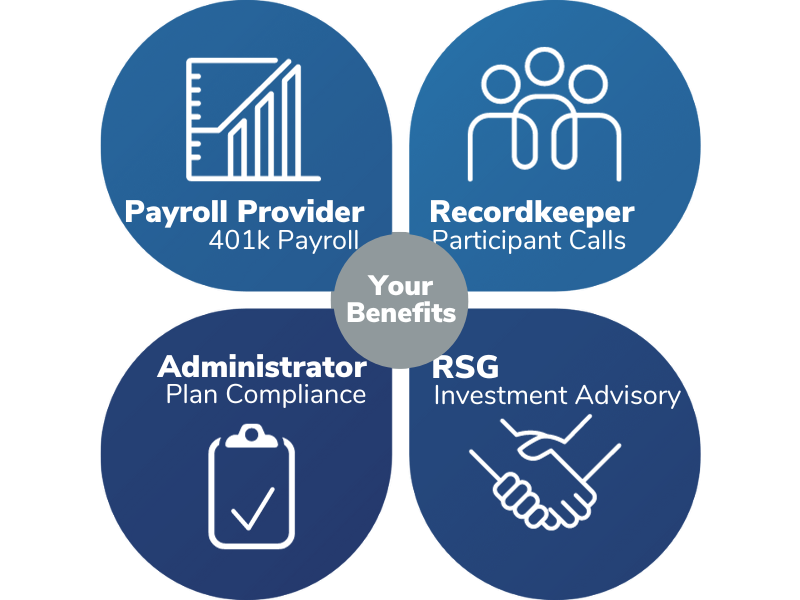 Payroll Provider
401k Payroll
Recordkeeper
Participant Calls
Your
Benefits
Administrator
Plan Compliance
RSG
Investment Advisory